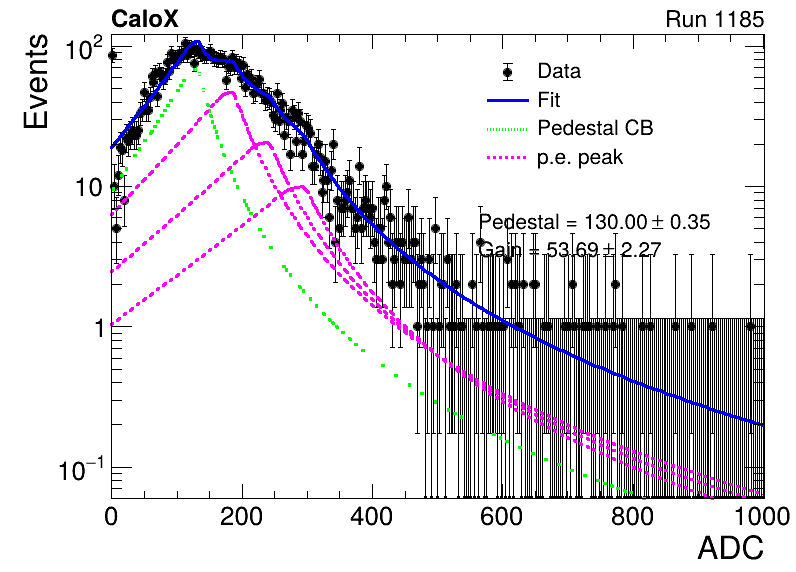 CaloX Run 1185
Events
10²
10
1
10⁻¹
Data
Fit
Pedestal CB
p.e. peak
Pedestal = 130.00 ± 0.35
Gain = 53.69 ± 2.27
0 200 400 600 800 1000
ADC